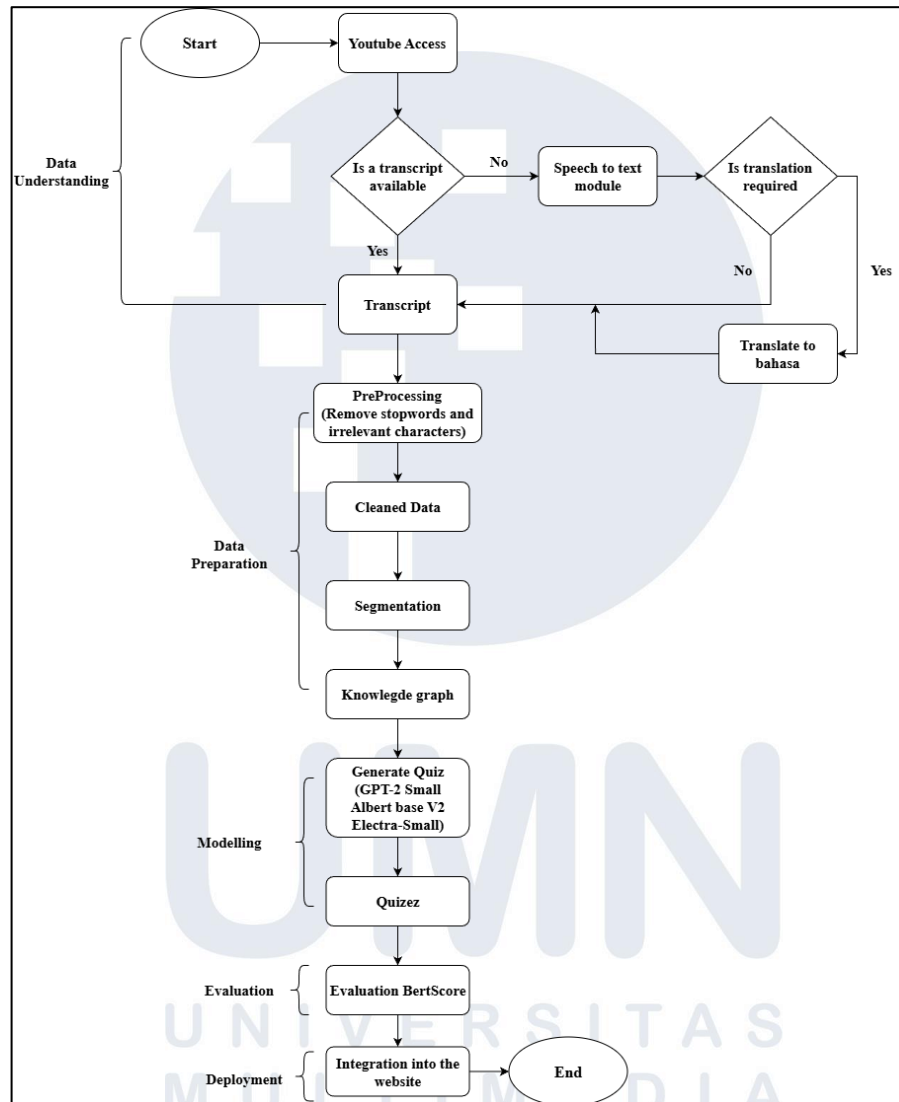 Start
Youtube Access
Is a transcript
available
No
Speech to text
module
Is translation
required
Data
Understanding
Yes
No
Yes
Transcript
Translate to
bahasa
PreProcessing
(Remove stopwords and
irrelevant characters)
Cleaned Data
Data
Preparation
Segmentation
Knowlegde graph
Generate Quiz
(GPT-2 Small
Albert base V2
Electra-Small)
Modelling
Quizez
Evaluation
Evaluation BertScore
Deployment
Integration into the
website
End
UMN
UNIVERSITAS
MULTIMEDIA